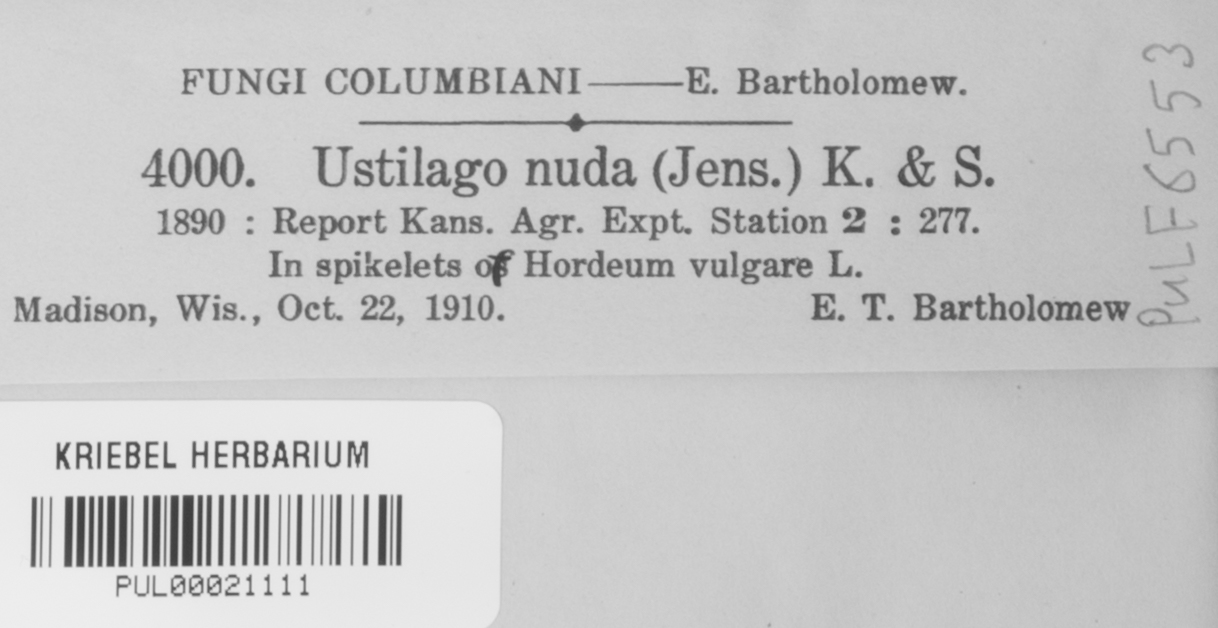 FUNGI COLUMBIANI——E. Bartholomew.
4000. Ustilago nuda (Jens.) K. & S.
1890 : Report Kans. Agr. Expt. Station 2 : 277.
In spikelets of Hordeum vulgare L.
Madison, Wis., Oct. 22, 1910. E. T. Bartholomew
PULF6553
KRIEBEL HERBARIUM
PUL00021111